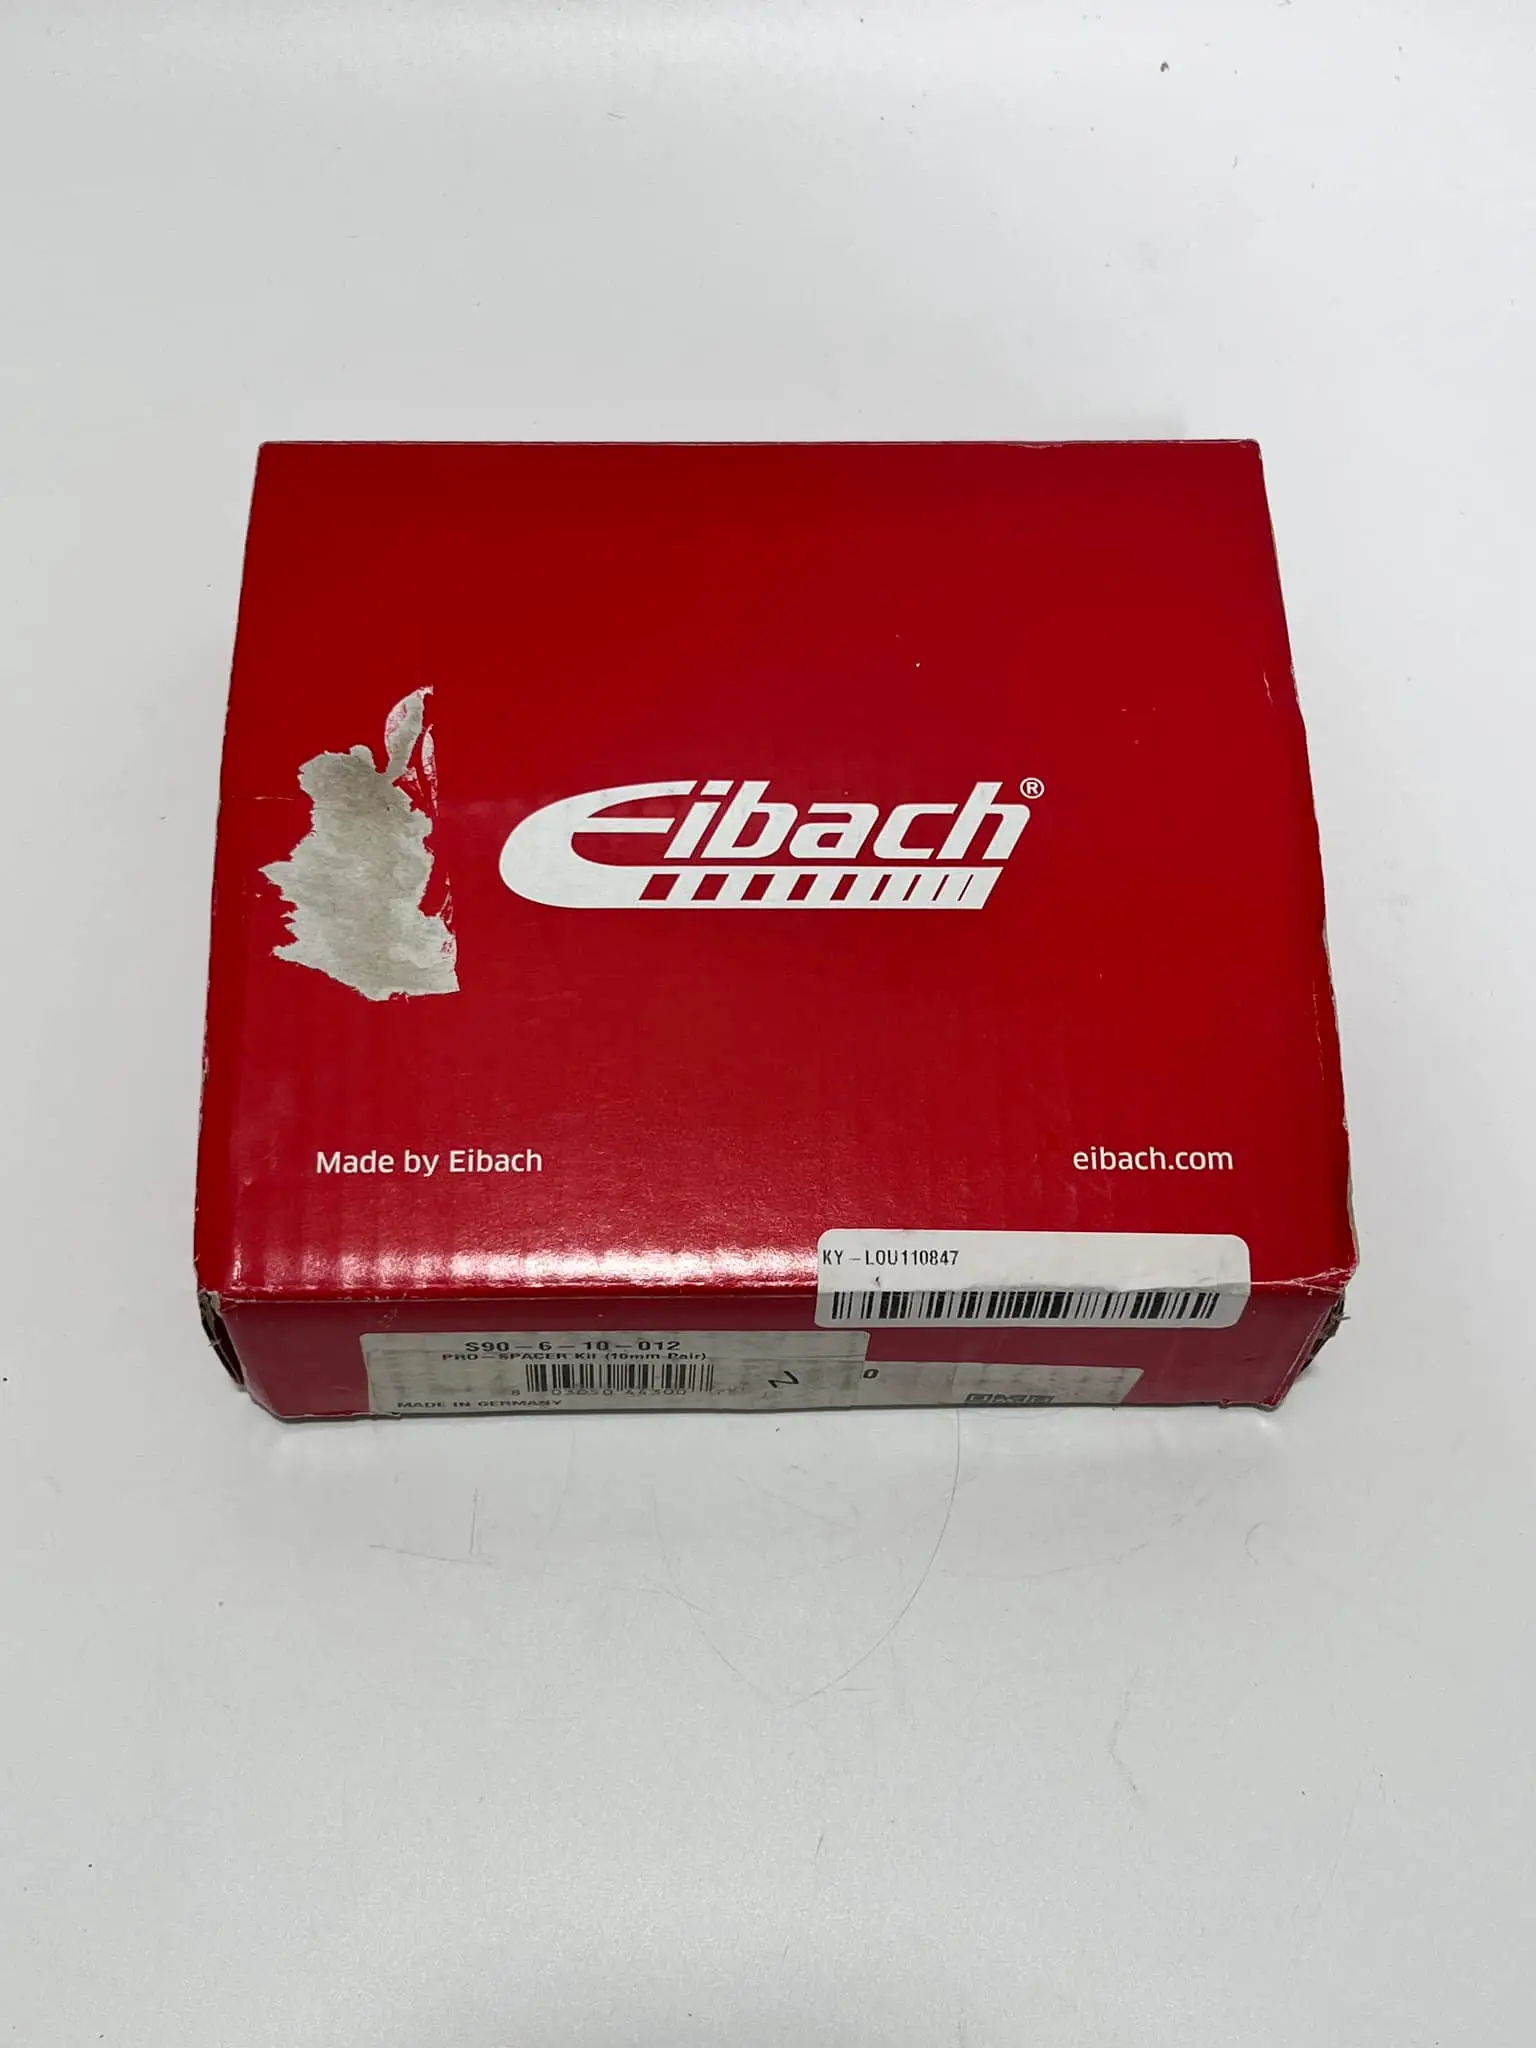 Eibach®
Made by Eibach
eibach.com
KY-LOU110847
S90-6-10-012
PRO-SPACER Kit (10mm Pair)
MADE IN GERMANY